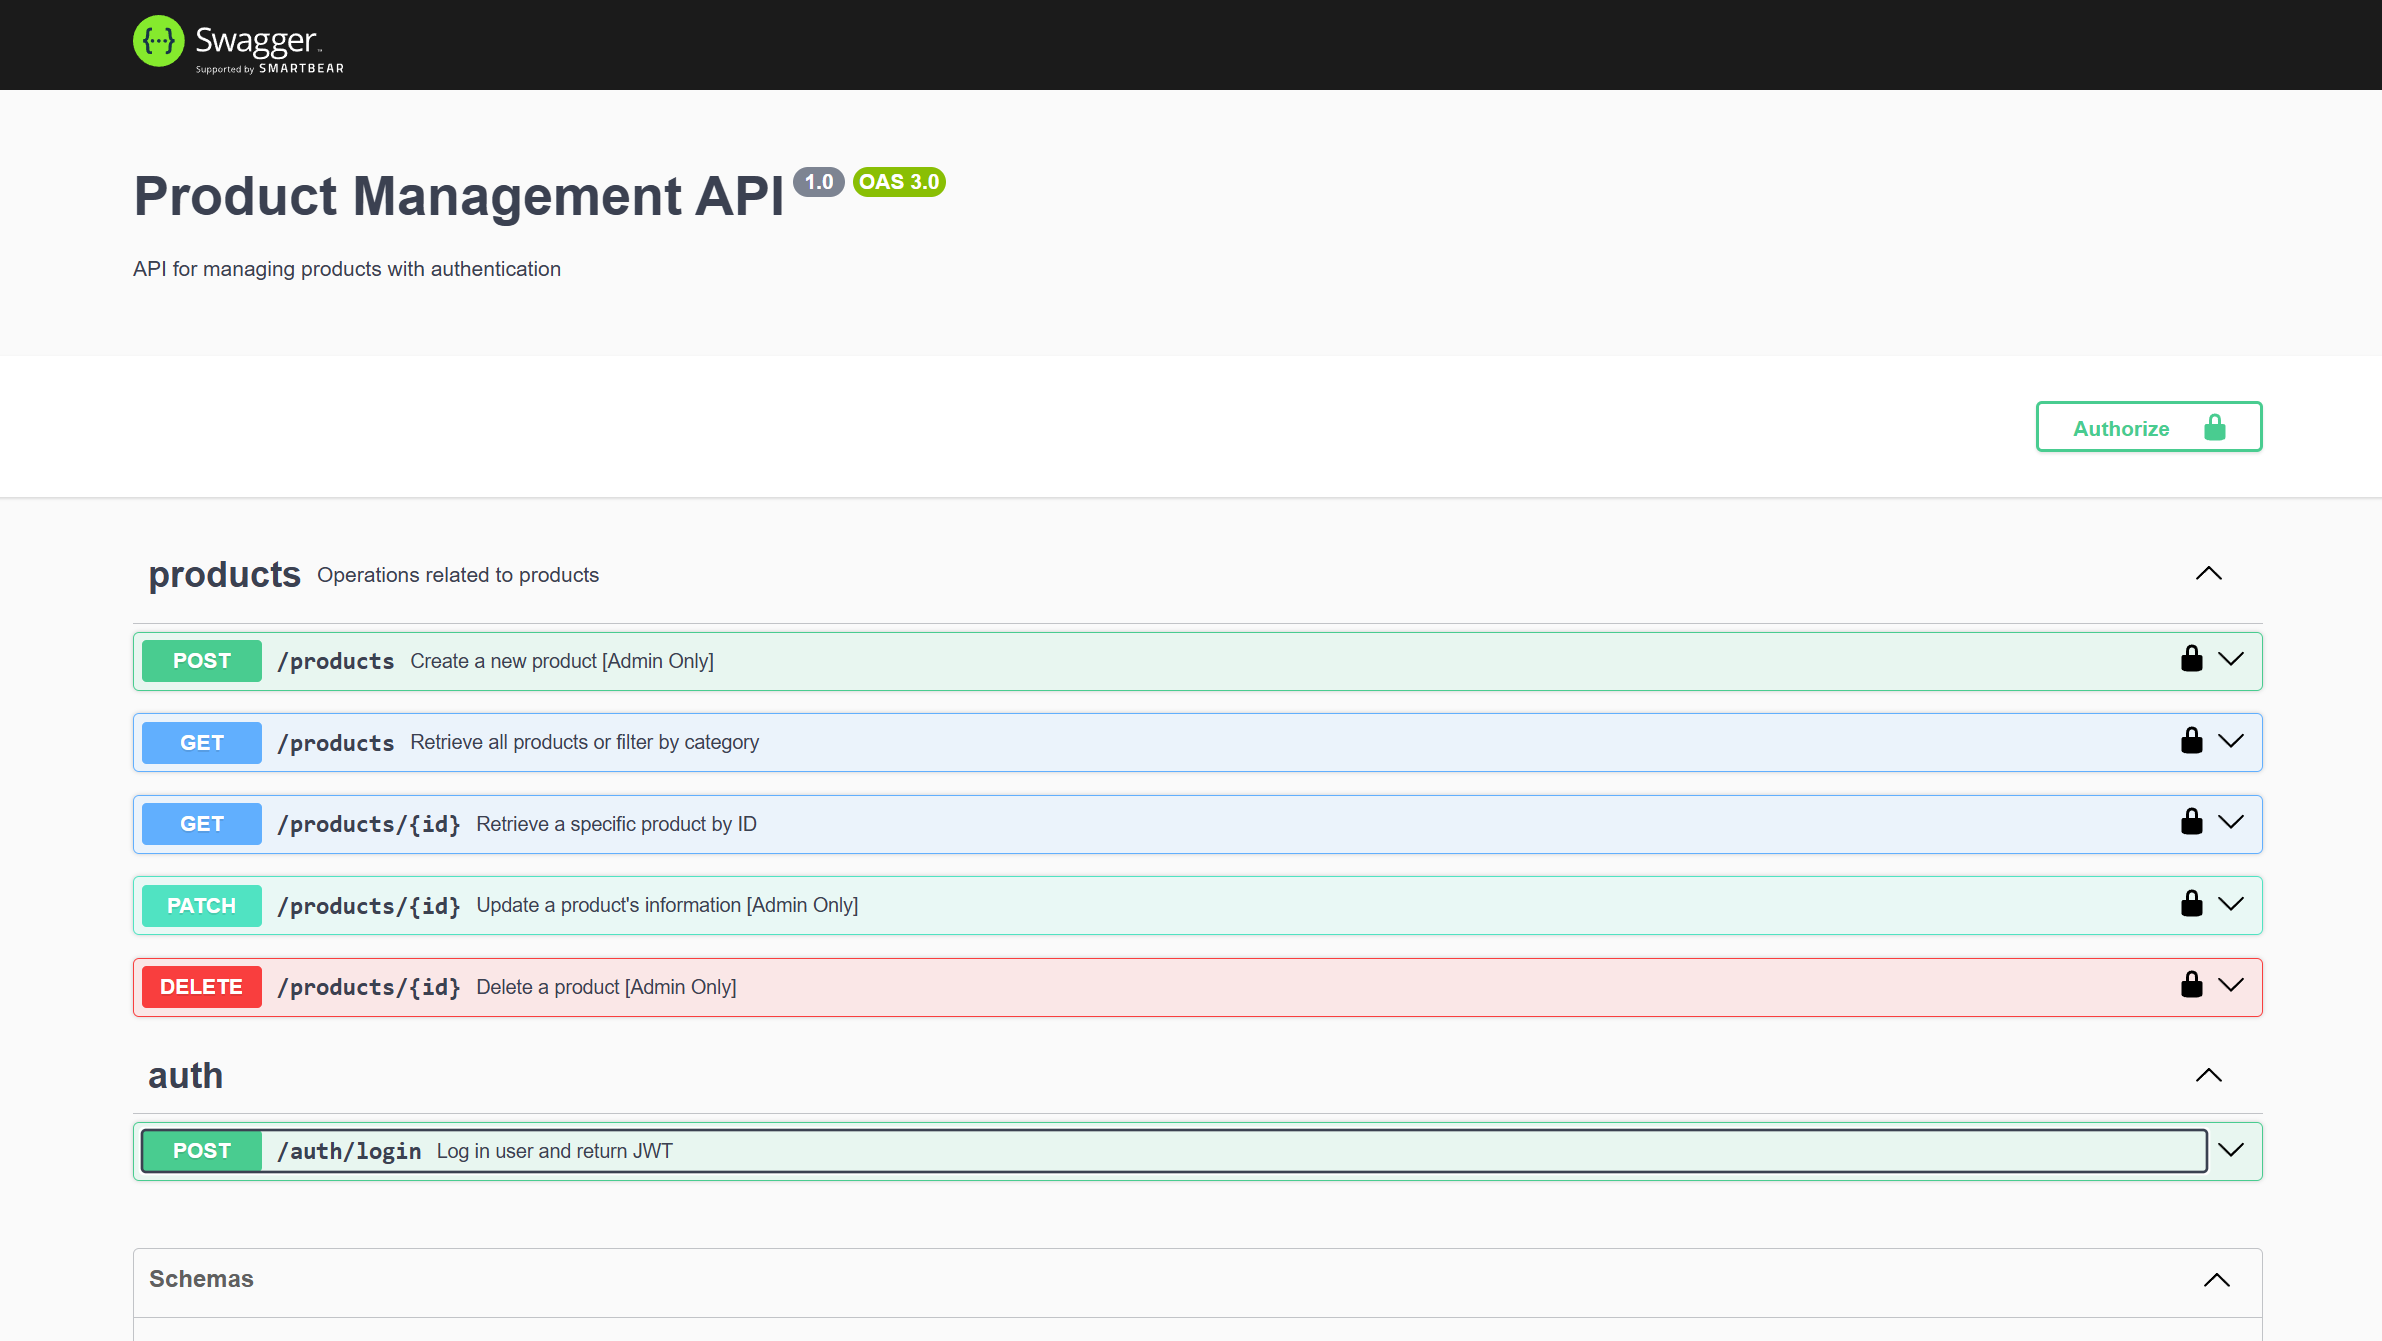 {...} Swagger™
Supported by SMARTBEAR
Product Management API 1.0 OAS 3.0
API for managing products with authentication
Authorize
products Operations related to products
POST /products Create a new product [Admin Only]
GET /products Retrieve all products or filter by category
GET /products/{id} Retrieve a specific product by ID
PATCH /products/{id} Update a product's information [Admin Only]
DELETE /products/{id} Delete a product [Admin Only]
auth
POST /auth/login Log in user and return JWT
Schemas